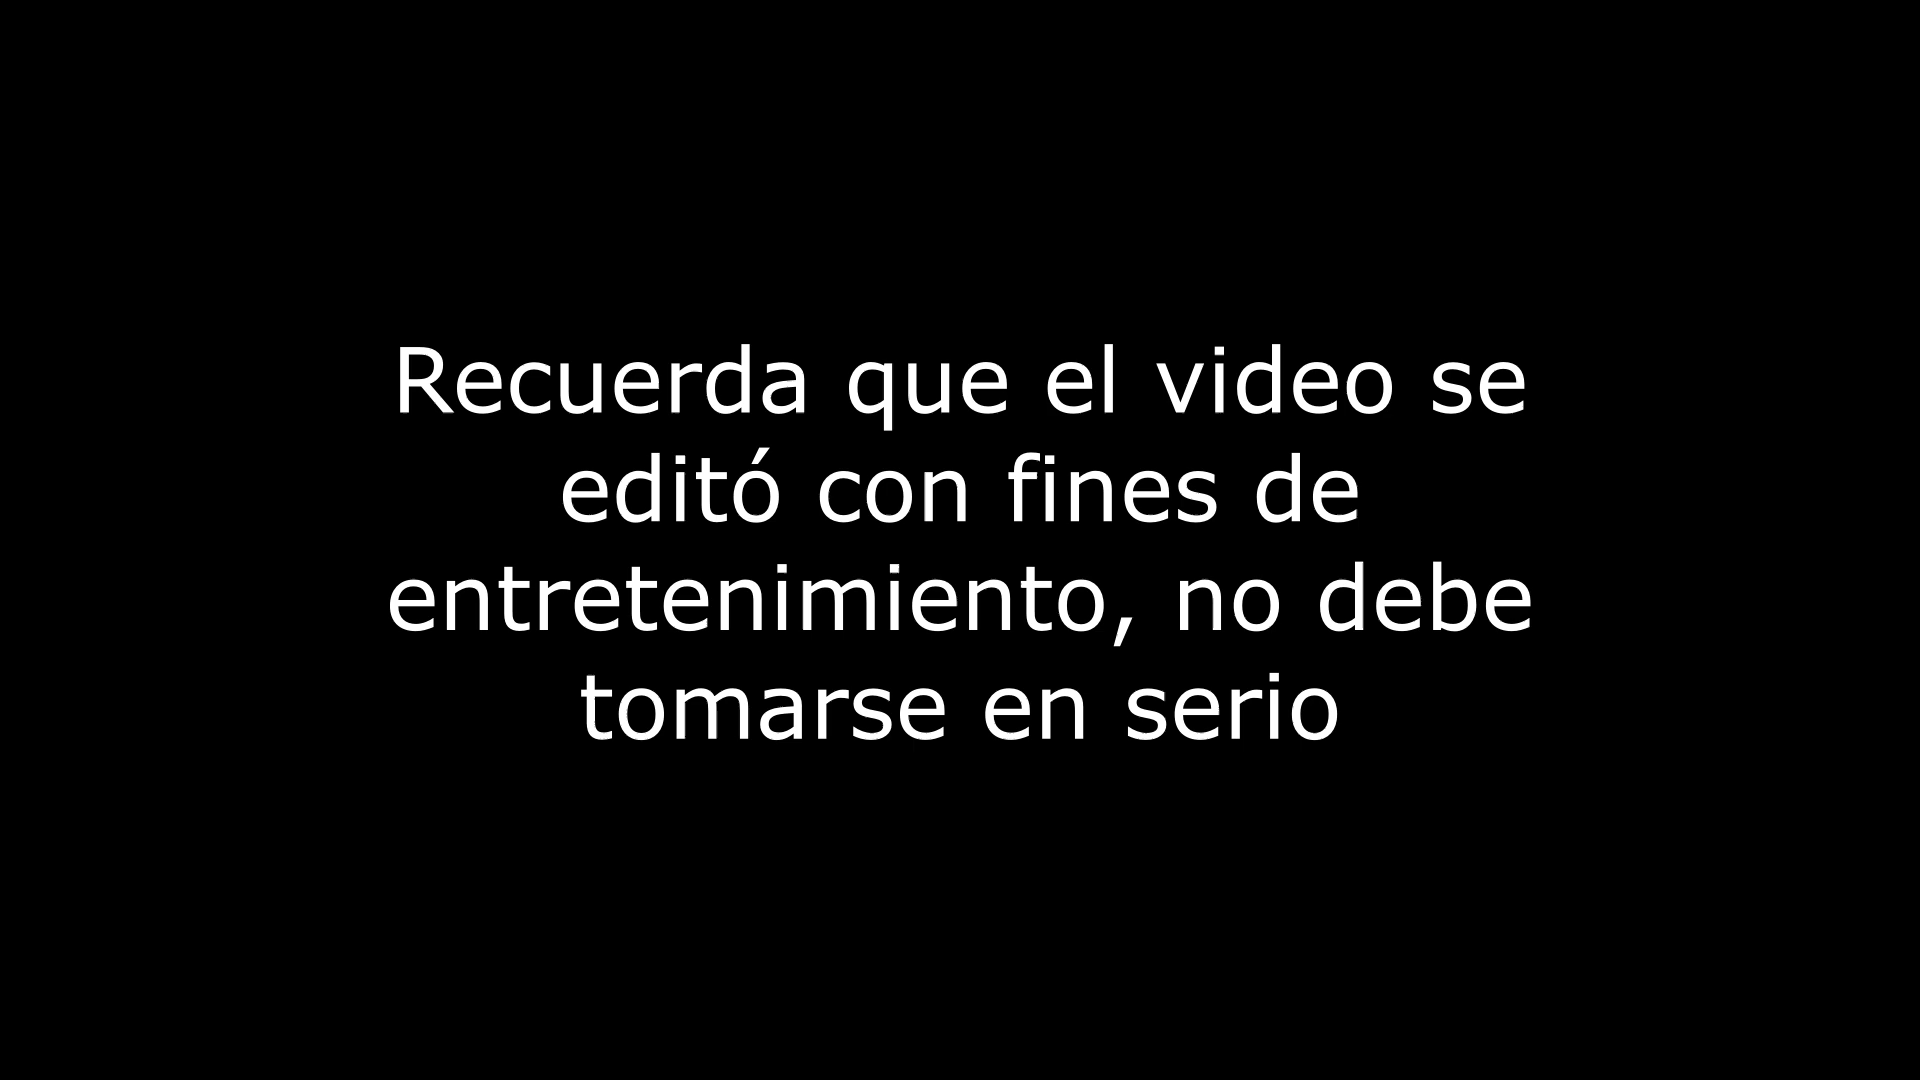 Recuerda que el video se
editó con fines de
entretenimiento, no debe
tomarse en serio